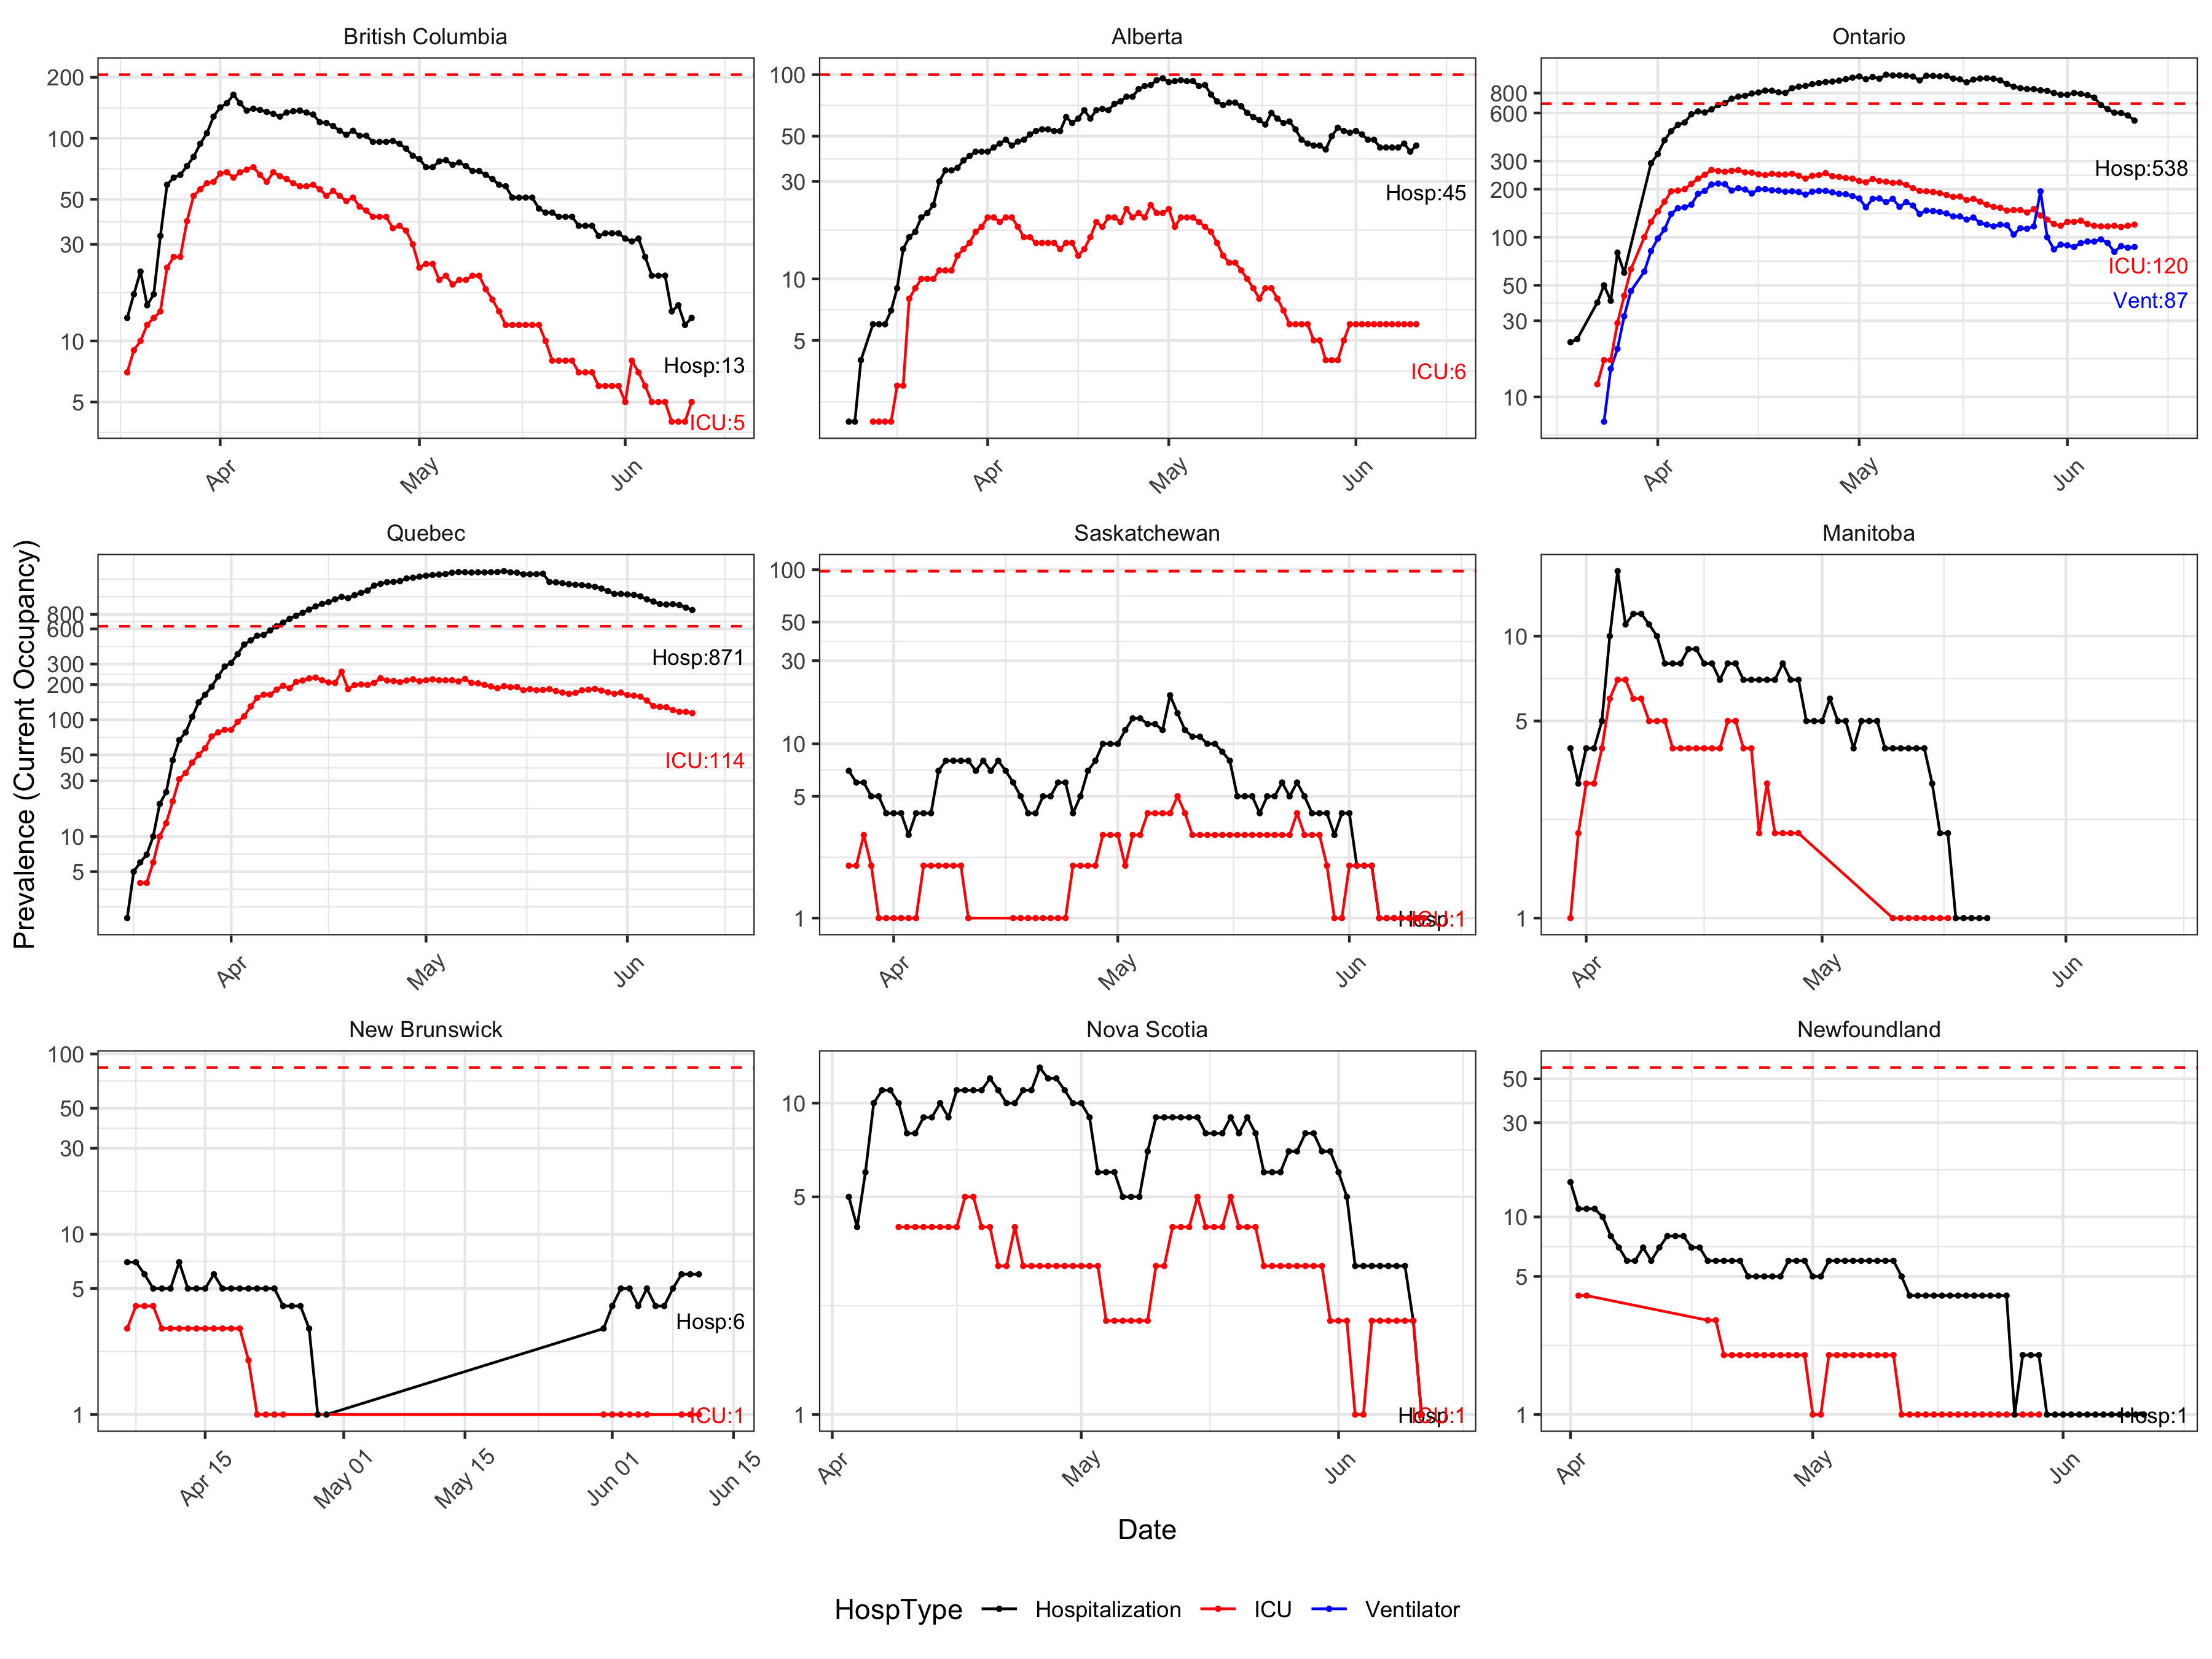 British Columbia
Alberta
Ontario
200
100
50
30
10
5
Hosp:13
ICU:5
Apr
May
Jun
100
50
30
10
5
Hosp:45
ICU:6
Apr
May
Jun
800
600
300
200
100
50
30
10
Hosp:538
ICU:120
Vent:87
Apr
May
Jun
Prevalence (Current Occupancy)
Quebec
Saskatchewan
Manitoba
800
600
300
200
100
50
30
10
5
Hosp:871
ICU:114
Apr
May
Jun
100
50
30
10
5
1
ICU:1
Apr
May
Jun
10
5
1
Apr
May
Jun
New Brunswick
Nova Scotia
Newfoundland
100
50
30
10
5
1
Hosp:6
ICU:1
Apr 15
May 01
May 15
Jun 01
Jun 15
10
5
1
ICU:1
Apr
May
Jun
50
30
10
5
1
Hosp:1
Apr
May
Jun
Date
HospType Hospitalization ICU Ventilator